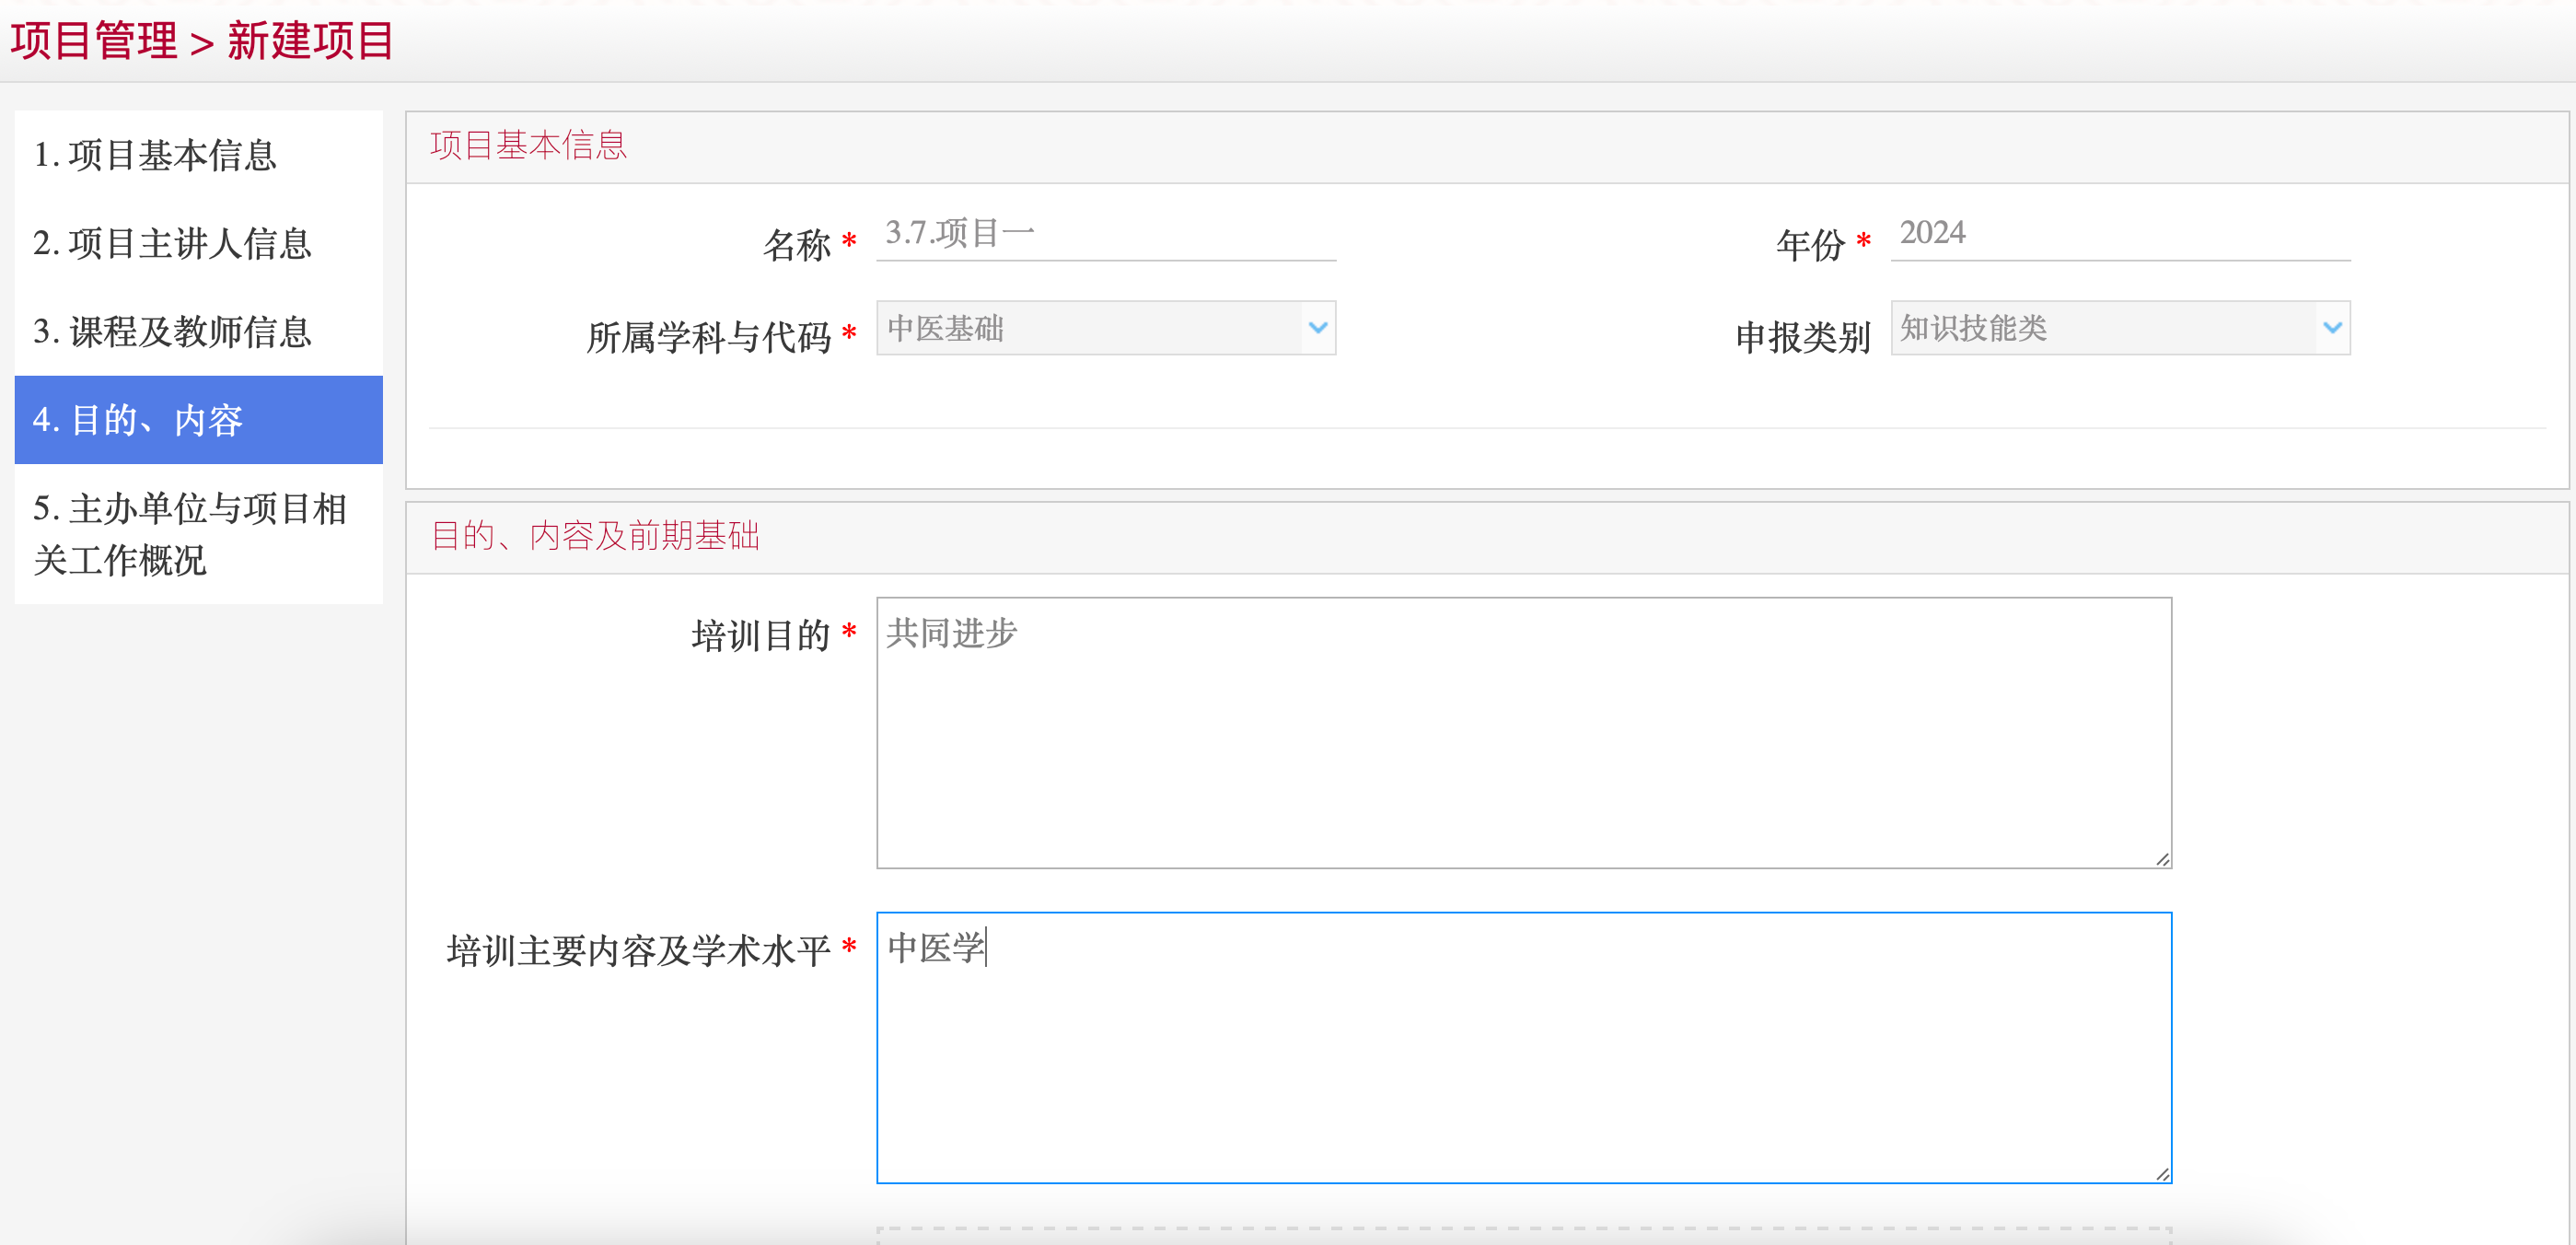 项目管理 > 新建项目
1. 项目基本信息
2. 项目主讲人信息
3. 课程及教师信息
4. 目的、内容
5. 主办单位与项目相
关工作概况
项目基本信息
名称 * 3.7.项目一
年份 * 2024
所属学科与代码 * 中医基础
申报类别 知识技能类
目的、内容及前期基础
培训目的 * 共同进步
培训主要内容及学术水平 * 中医学